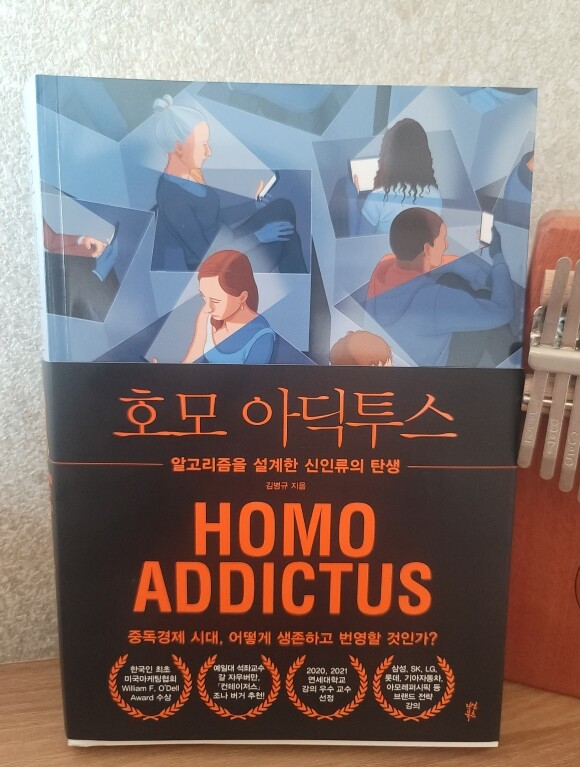 호모 아딕투스
알고리즘을 설계한 신인류의 탄생
김병규 지음
HOMO
ADDICTUS
중독경제 시대, 어떻게 생존하고 번영할 것인가?
한국인 최초
미국마케팅협회
William F. O'Dell
Award 수상
예일대 석좌교수
갈 자우버만,
「컨테이저스」
조나 버거 추천!
2020, 2021
연세대학교
강의 우수 교수
선정
삼성, SK, LG,
롯데, 기아자동차,
아모레퍼시픽 등
브랜드 전략
강의